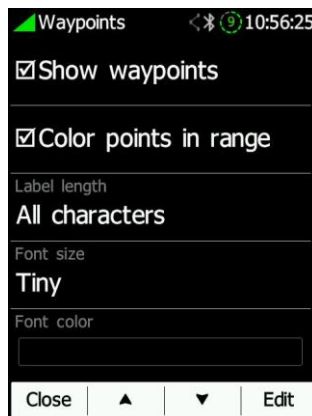 Waypoints 9 10:56:25
Show waypoints
Color points in range
Label length
All characters
Font size
Tiny
Font color
Close Edit